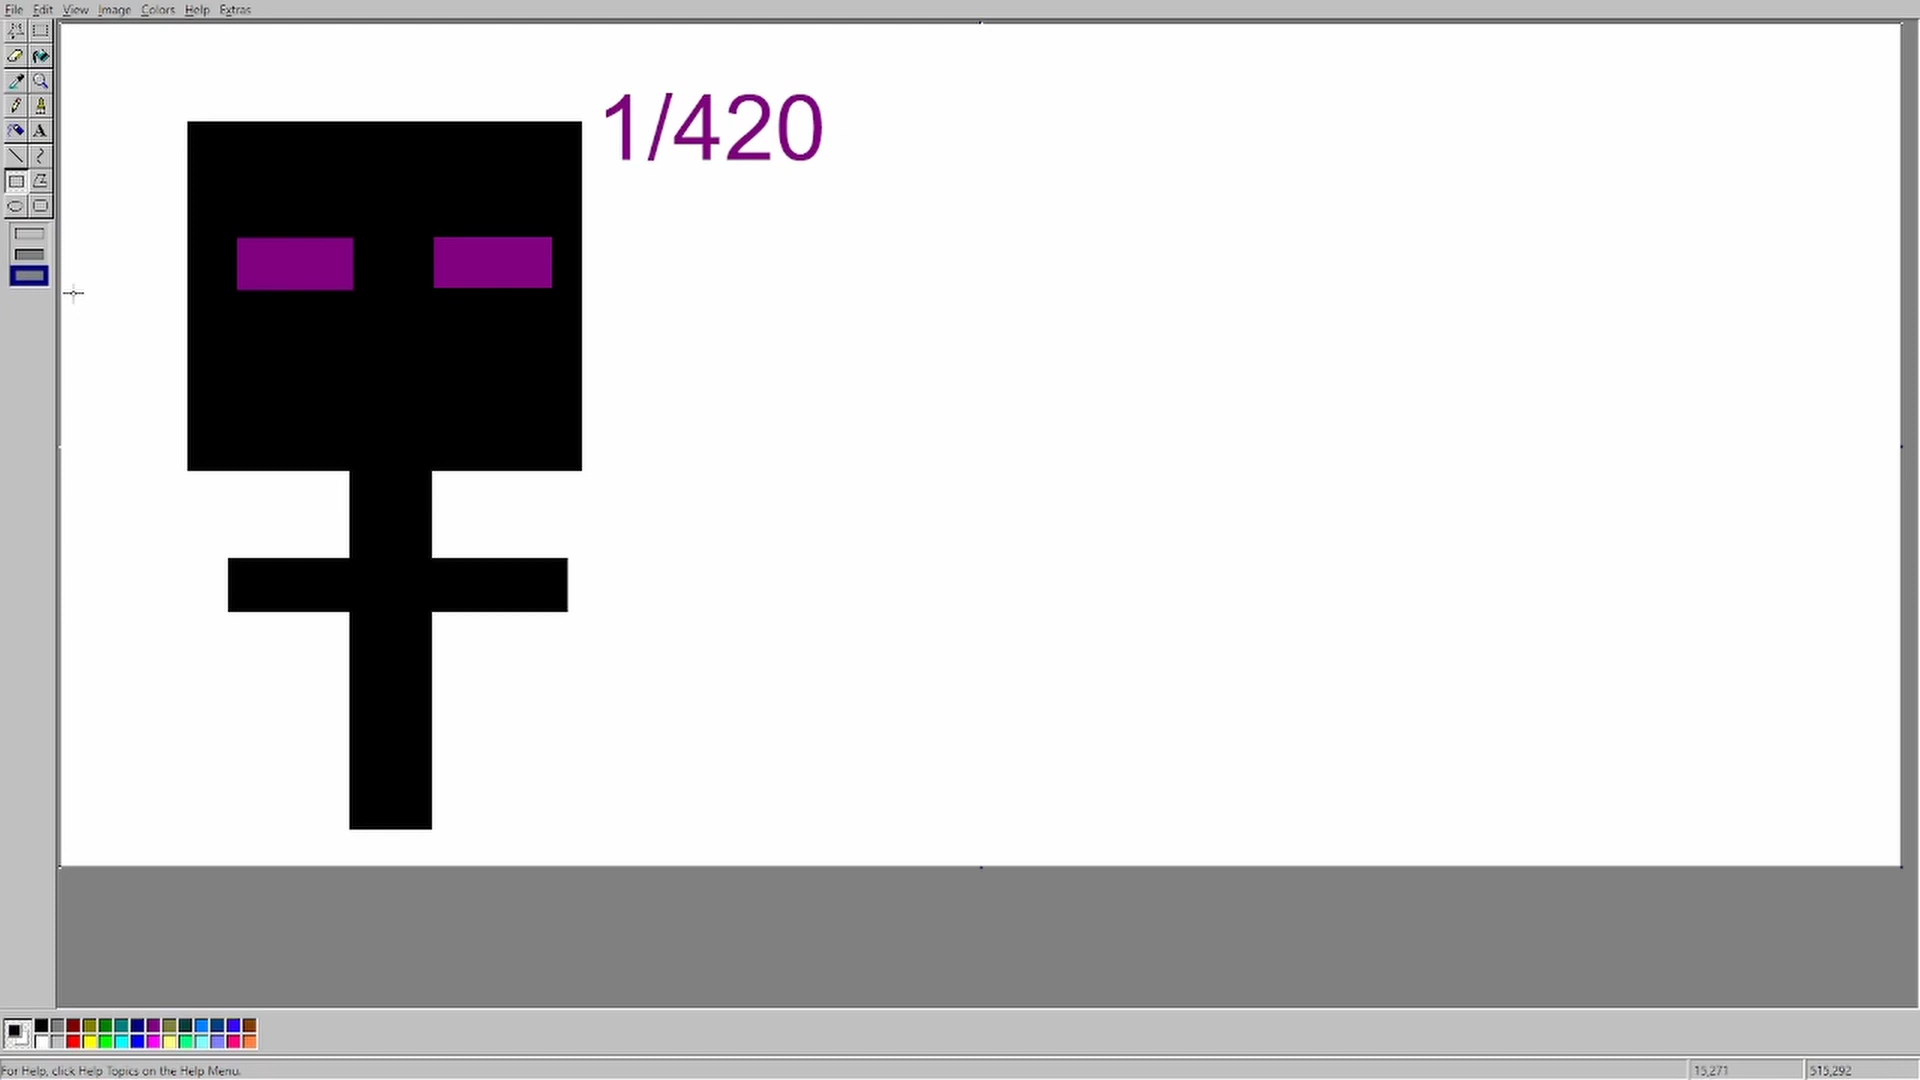 File Edit View Image Colors Help Extras
1/420
A
For Help, click Help Topics on the Help Menu.
15,271
515,292